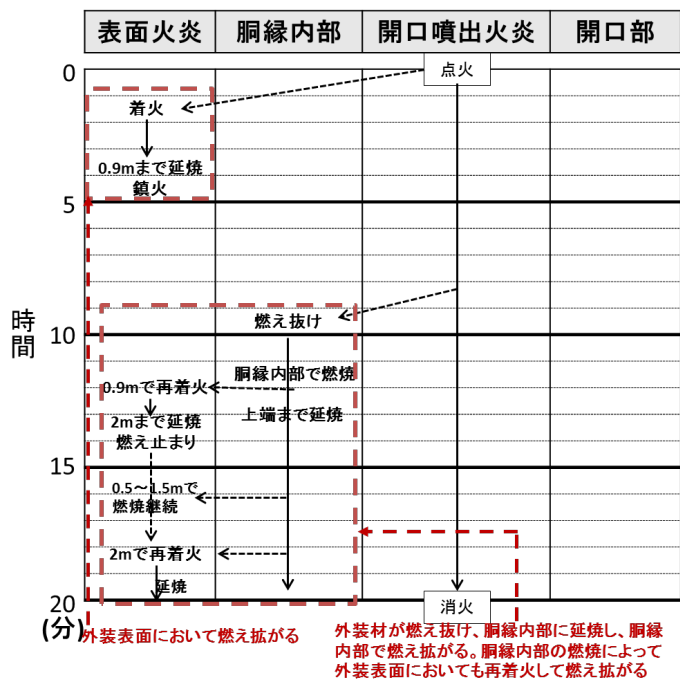 表面火炎
胴縁内部
開口噴出火炎
開口部
0
点火
着火
0.9mまで延焼
鎮火
5
燃え抜け
時間
10
胴縁内部で燃焼
0.9mで再着火
上端まで延焼
2mまで延焼
燃え止まり
15
0.5～1.5mで
燃焼継続
2mで再着火
延焼
20
(分)
消火
外装表面において燃え拡がる
外装材が燃え抜け、胴縁内部に延焼し、胴縁
内部で燃え拡がる。胴縁内部の燃焼によって
外装表面においても再着火して燃え拡がる